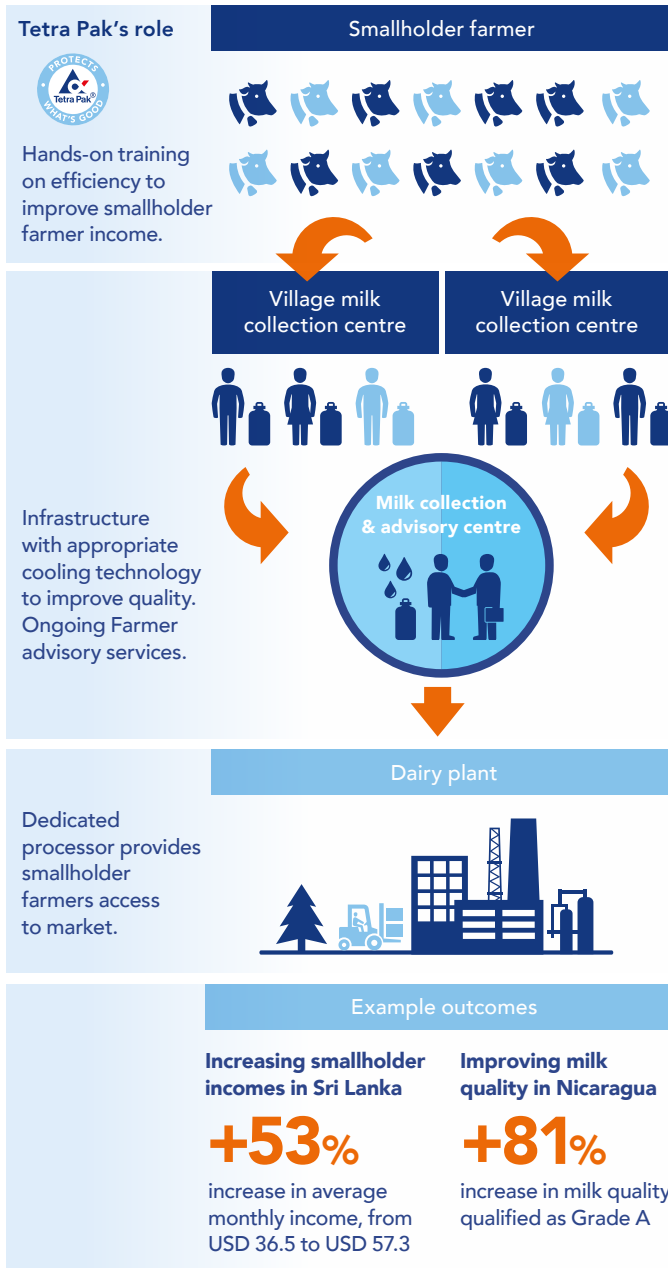 Tetra Pak's role
PROTECTS
Tetra Pak®
WHAT'S GOOD
Hands-on training
on efficiency to
improve smallholder
farmer income.
Smallholder farmer
Village milk
collection centre
Village milk
collection centre
Infrastructure
with appropriate
cooling technology
to improve quality.
Ongoing Farmer
advisory services.
Milk collection
& advisory centre
Dairy plant
Dedicated
processor provides
smallholder
farmers access
to market.
Example outcomes
Increasing smallholder
incomes in Sri Lanka
+53%
increase in average
monthly income, from
USD 36.5 to USD 57.3
Improving milk
quality in Nicaragua
+81%
increase in milk quality
qualified as Grade A